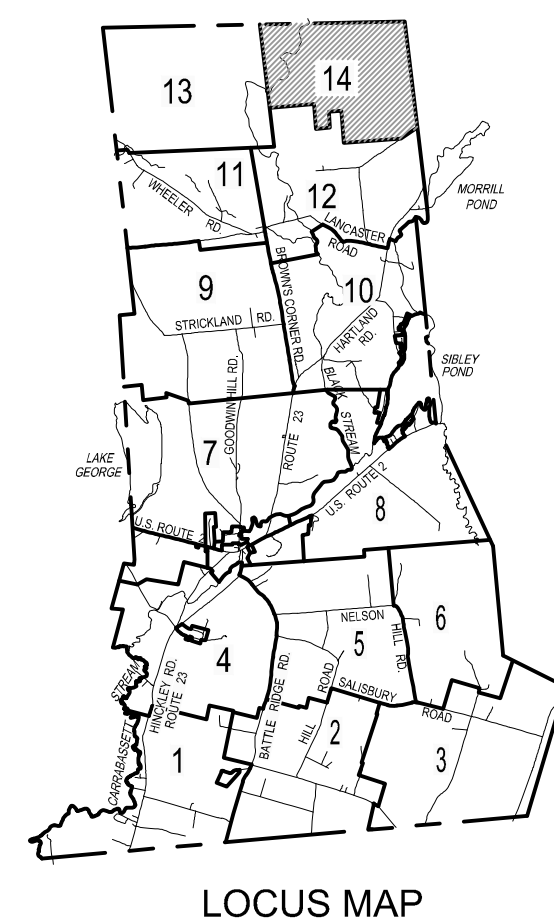 14
13
11
WHEELER
RD.
12
MORRILL
POND
LANCASTER
ROAD
BROWN'S CORNER RD.
9
10
STRICKLAND RD.
HARTLAND
RD.
SIBLEY
POND
GOODWIN HILL RD.
BLACK STREAM
7
ROUTE 23
LAKE
GEORGE
U.S. ROUTE 2
8
U.S. ROUTE 2
NELSON
HILL RD.
6
5
4
HINCKLEY RD.
ROUTE 23
BATTLE RIDGE RD.
SALISBURY
ROAD
HILL ROAD
CARRABASSETT STREAM
2
1
3
LOCUS MAP